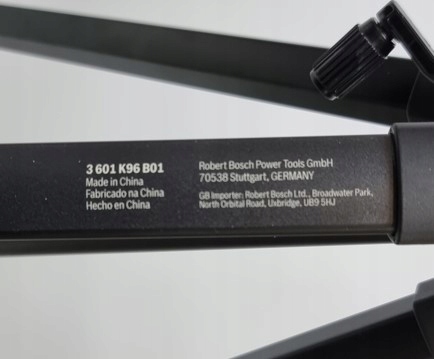 3 601 K96 B01
Made in China
Fabricado na China
Hecho en China
Robert Bosch Power Tools GmbH
70538 Stuttgart, GERMANY
GB Importer: Robert Bosch Ltd., Broadwater Park,
North Orbital Road, Uxbridge, UB9 5HJ